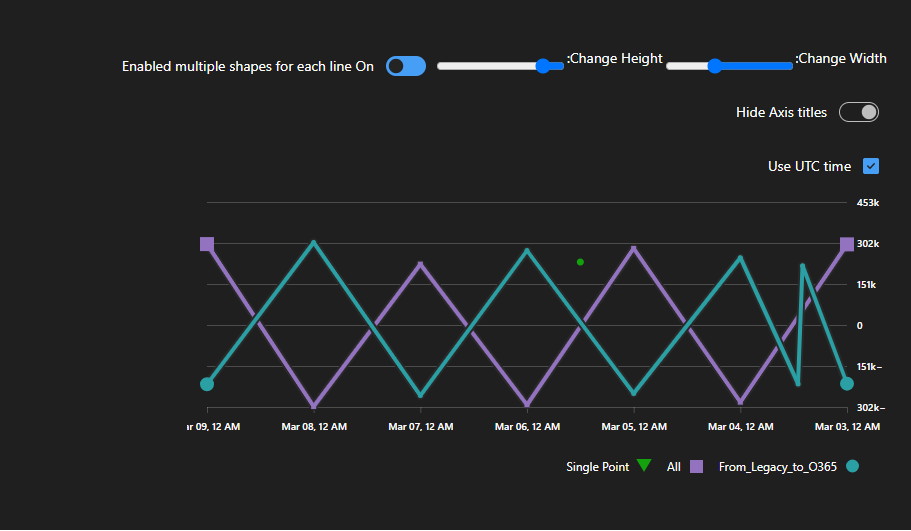 Enabled multiple shapes for each line On :Change Height :Change Width
Hide Axis titles
Use UTC time
453k
302k
151k
0
151k−
302k−
ar 09, 12 AM Mar 08, 12 AM Mar 07, 12 AM Mar 06, 12 AM Mar 05, 12 AM Mar 04, 12 AM Mar 03, 12 AM
Single Point All From_Legacy_to_O365